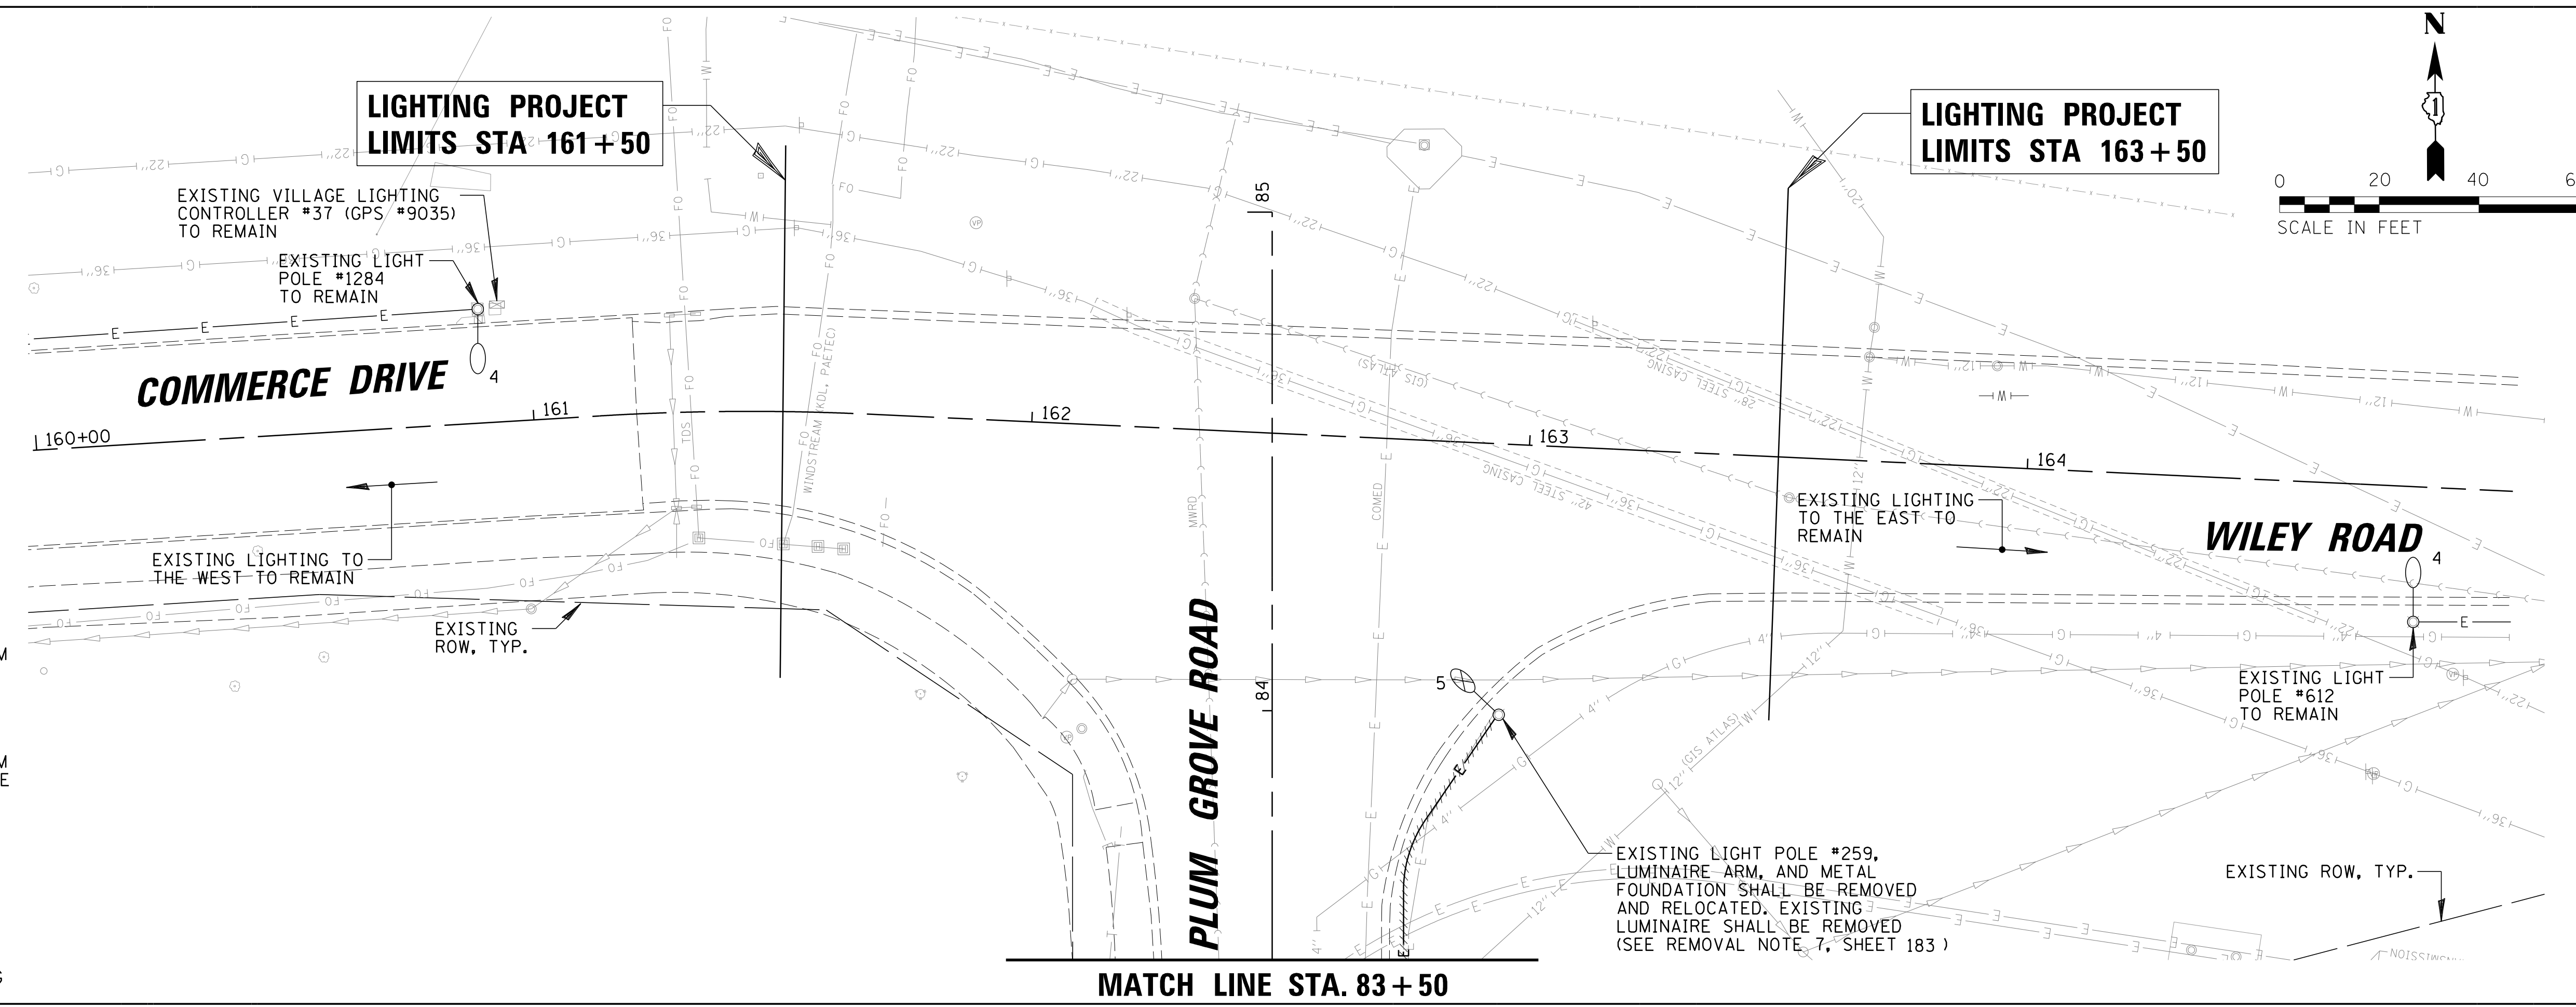 LIGHTING PROJECT
LIMITS STA 161+50
LIGHTING PROJECT
LIMITS STA 163+50
N
1
0 20 40
SCALE IN FEET
EXISTING VILLAGE LIGHTING
CONTROLLER #37 (GPS #9035)
TO REMAIN
EXISTING LIGHT
POLE #1284
TO REMAIN
4
COMMERCE DRIVE
160+00
161
162
163
164
85
84
TDS
WINDSTREAM (KDL, PAETEC)
MWRD
COMED
(GIS ATLAS)
28" STEEL CASING
42" STEEL CASING
EXISTING LIGHTING TO
THE WEST TO REMAIN
EXISTING
ROW, TYP.
EXISTING LIGHTING
TO THE EAST TO
REMAIN
WILEY ROAD
4
EXISTING LIGHT
POLE #612
TO REMAIN
PLUM GROVE ROAD
5
(GIS ATLAS)
EXISTING LIGHT POLE #259,
LUMINAIRE ARM, AND METAL
FOUNDATION SHALL BE REMOVED
AND RELOCATED. EXISTING
LUMINAIRE SHALL BE REMOVED
(SEE REMOVAL NOTE 7, SHEET 183 )
EXISTING ROW, TYP.
MATCH LINE STA. 83+50